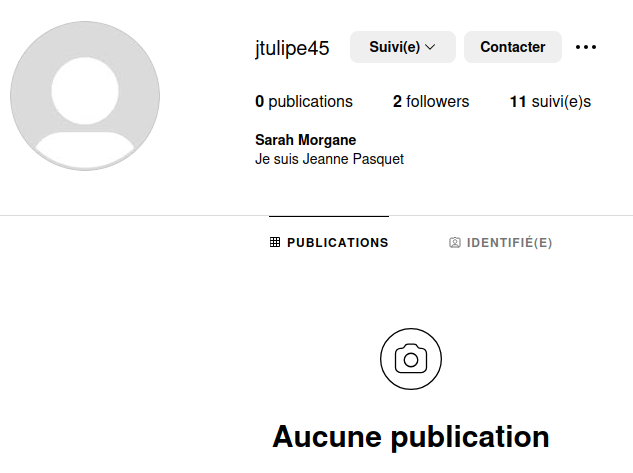 jtulipe45 Suivi(e) Contacter
0 publications 2 followers 11 suivi(e)s
Sarah Morgane
Je suis Jeanne Pasquet
PUBLICATIONS IDENTIFIÉ(E)
Aucune publication